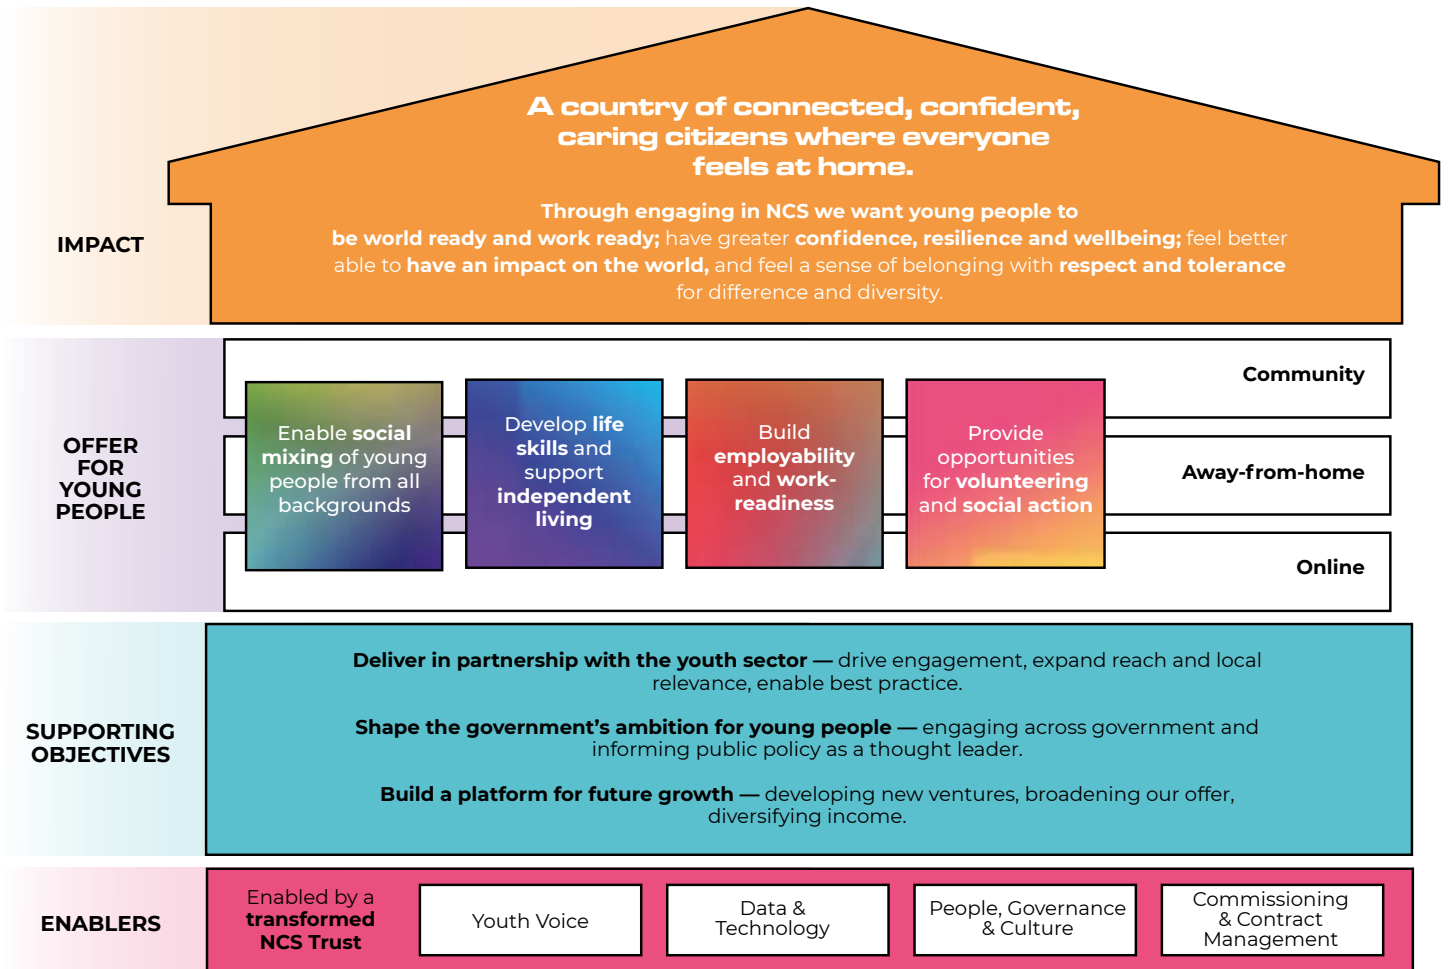 A country of connected, confident,
caring citizens where everyone
feels at home.
Through engaging in NCS we want young people to
be world ready and work ready; have greater confidence, resilience and wellbeing; feel better
able to have an impact on the world, and feel a sense of belonging with respect and tolerance
for difference and diversity.
IMPACT
OFFER
FOR
YOUNG
PEOPLE
Enable social
mixing of young
people from all
backgrounds
Develop life
skills and
support
independent
living
Build
employability
and work-
readiness
Provide
opportunities
for volunteering
and social action
Community
Away-from-home
Online
SUPPORTING
OBJECTIVES
Deliver in partnership with the youth sector — drive engagement, expand reach and local
relevance, enable best practice.
Shape the government’s ambition for young people — engaging across government and
informing public policy as a thought leader.
Build a platform for future growth — developing new ventures, broadening our offer,
diversifying income.
ENABLERS
Enabled by a
transformed
NCS Trust
Youth Voice
Data &
Technology
People, Governance
& Culture
Commissioning
& Contract
Management